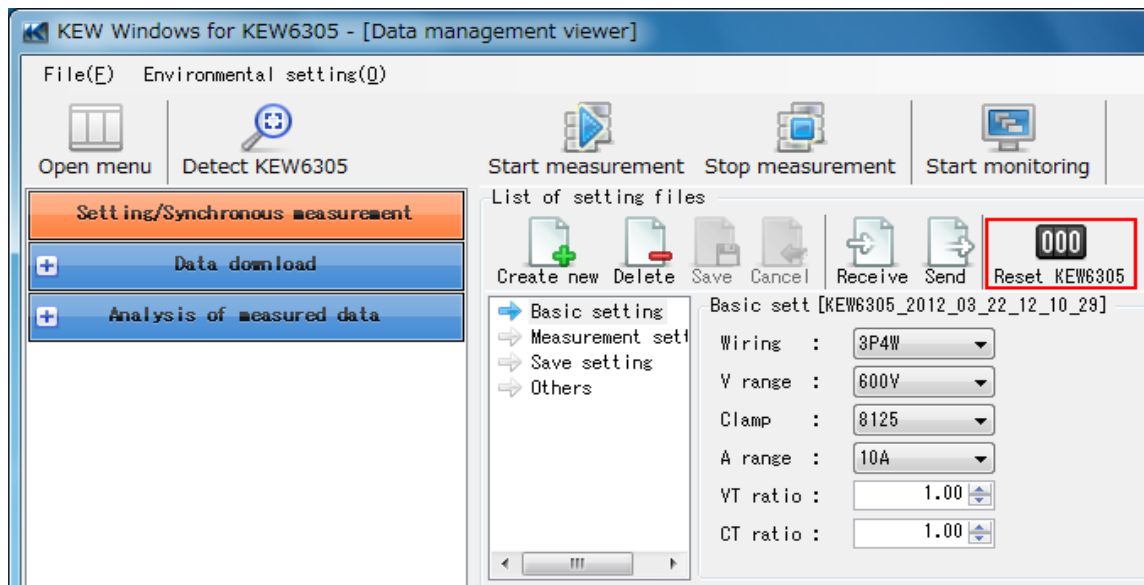 KEW Windows for KEW6305 - [Data management viewer]
File(F) Environmental setting(O)
Open menu Detect KEW6305 Start measurement Stop measurement Start monitoring
Setting/Synchronous measurement
Data download
Analysis of measured data
List of setting files
Create new Delete Save Cancel Receive Send 000 Reset KEW6305
Basic setting
Measurement sett
Save setting
Others
Basic sett [KEW6305_2012_03_22_12_10_29]
Wiring : 3P4W
V range : 600V
Clamp : 8125
A range : 10A
VT ratio : 1.00
CT ratio : 1.00